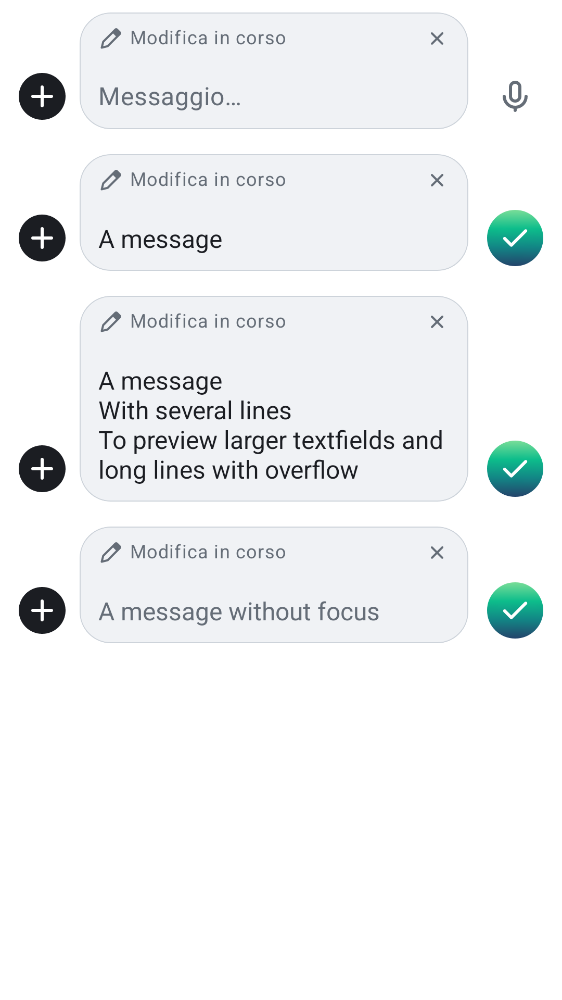 Modifica in corso
Messaggio…
Modifica in corso
A message
Modifica in corso
A message
With several lines
To preview larger textfields and
long lines with overflow
Modifica in corso
A message without focus